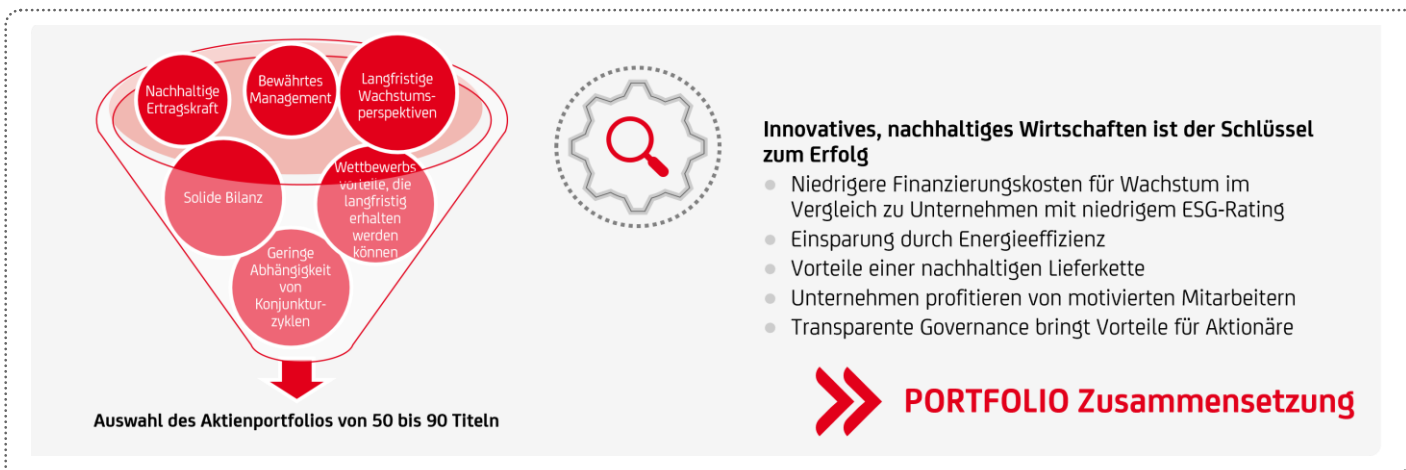 Nachhaltige
Ertragskraft
Bewährtes
Management
Langfristige
Wachstums-
perspektiven
Solide Bilanz
Wettbewerbs
vorteile, die
langfristig
erhalten
werden
können
Geringe
Abhängigkeit
von
Konjunktur-
zyklen
Auswahl des Aktienportfolios von 50 bis 90 Titeln
Innovatives, nachhaltiges Wirtschaften ist der Schlüssel
zum Erfolg
Niedrigere Finanzierungskosten für Wachstum im
Vergleich zu Unternehmen mit niedrigem ESG-Rating
Einsparung durch Energieeffizienz
Vorteile einer nachhaltigen Lieferkette
Unternehmen profitieren von motivierten Mitarbeitern
Transparente Governance bringt Vorteile für Aktionäre
PORTFOLIO Zusammensetzung